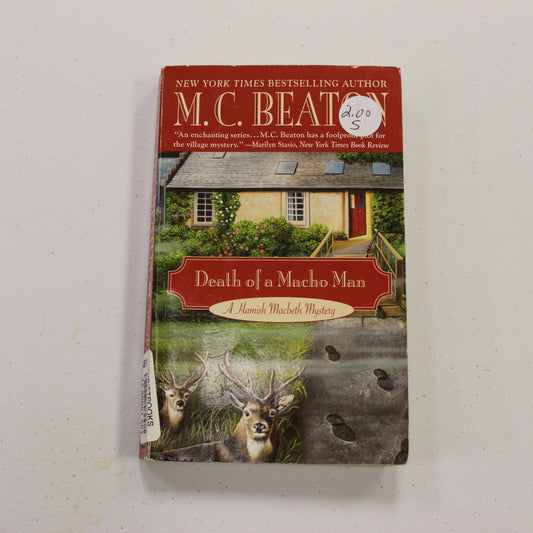 NEW YORK TIMES BESTSELLING AUTHOR
M.C. BEATON
2.00
S
"An enchanting series...M.C. Beaton has a foolproof plot for
the village mystery." —Marilyn Stasio, New York Times Book Review
Death of a Macho Man
A Hamish Macbeth Mystery